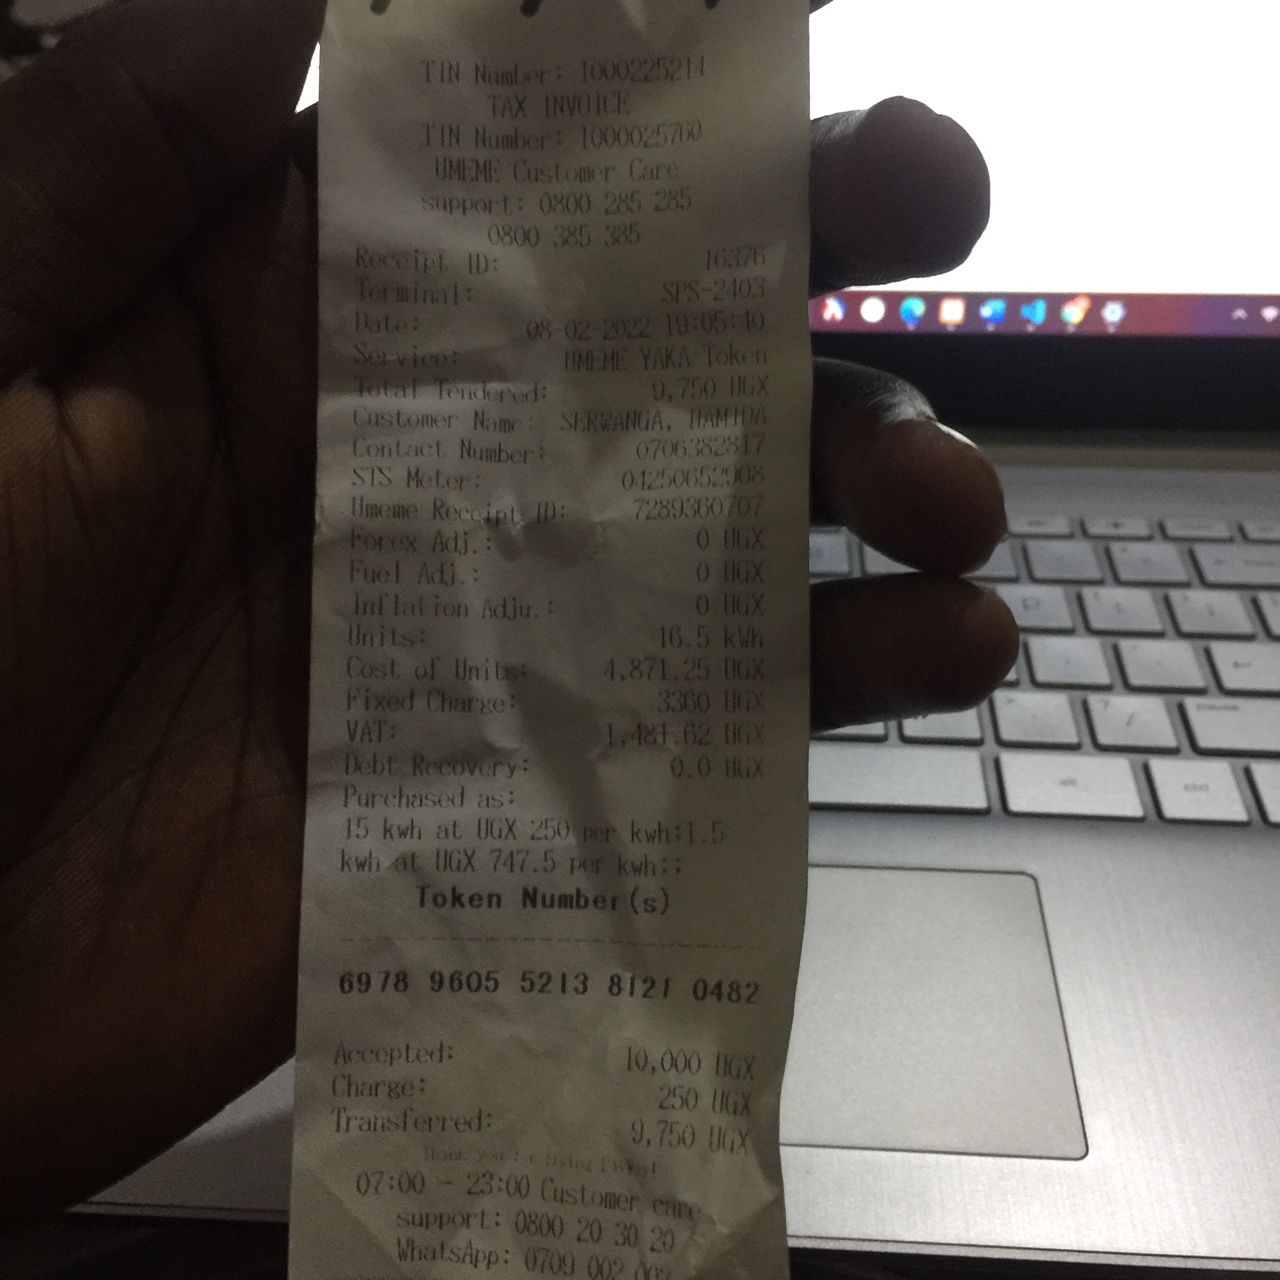 TIN Number: 1000225214
TAX INVOICE
TIN Number: 1000025760
UMEME Customer Care
support: 0800 285 285
0800 385 385
Receipt ID: 16376
Terminal: SPS-2403
Date: 08-02-2022 19:05:40
Service: UMEME YAKA Token
Total Tendered: 9,750 UGX
Customer Name: SERWANGA, HAMIDA
Contact Number: 0706382817
STS Meter: 04250652908
Umeme Receipt ID: 7289360707
Forex Adj.: 0 UGX
Fuel Adj.: 0 UGX
Inflation Adju.: 0 UGX
Units: 16.5 kWh
Cost of Units: 4,871.25 UGX
Fixed Charge: 3360 UGX
VAT: 1,481.62 UGX
Debt Recovery: 0.0 UGX
Purchased as:
15 kwh at UGX 250 per kwh;1.5
kwh at UGX 747.5 per kwh;;
Token Number(s)
6978 9605 5213 8121 0482
Accepted: 10,000 UGX
Charge: 250 UGX
Transferred: 9,750 UGX
Thank you
07:00 - 23:00 Customer care
support: 0800 20 30 20
WhatsApp: 0709 002 002
alt
ctrl